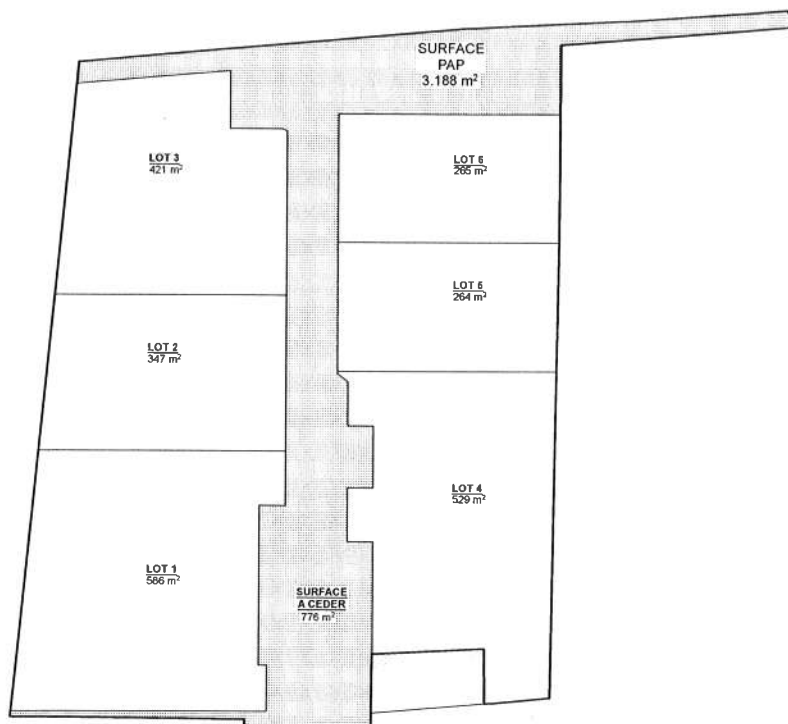 SURFACE
PAP
3.188 m²
LOT 3
421 m²
LOT 6
265 m²
LOT 5
264 m²
LOT 2
347 m²
LOT 4
529 m²
LOT 1
586 m²
SURFACE
A CEDER
776 m²